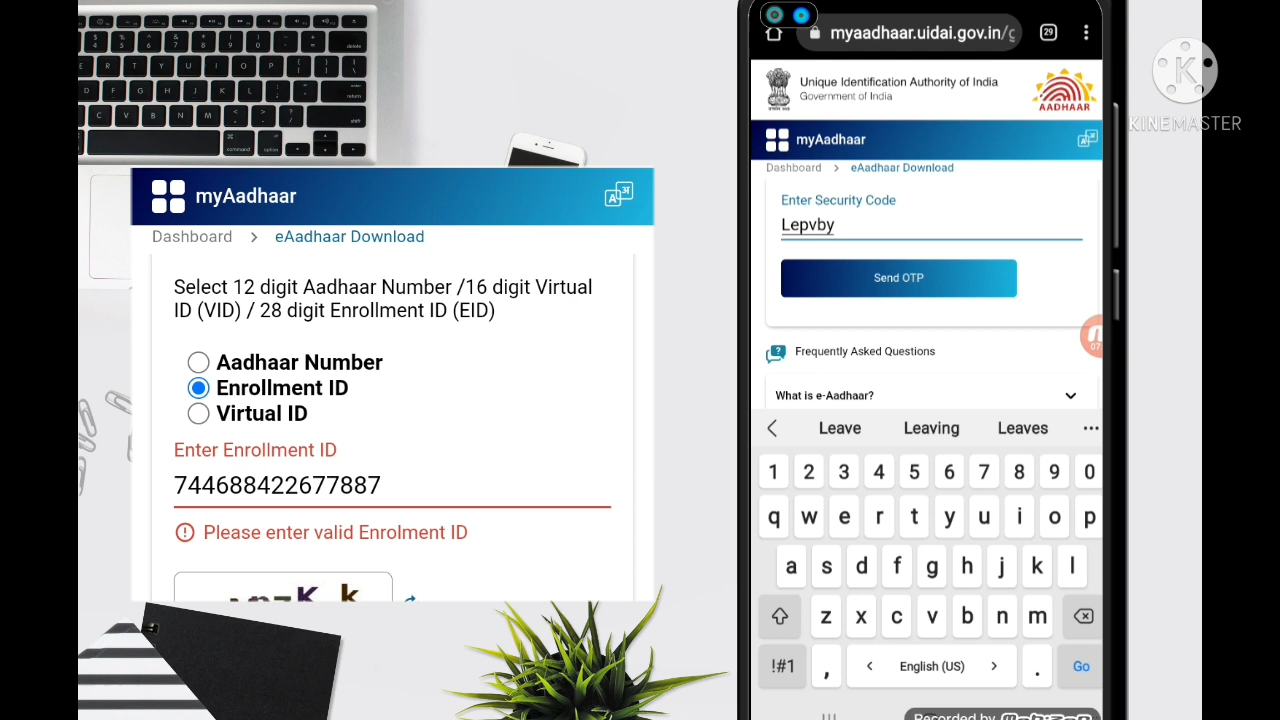 myAadhaar
Dashboard > eAadhaar Download
Select 12 digit Aadhaar Number /16 digit Virtual
ID (VID) / 28 digit Enrollment ID (EID)
Aadhaar Number
Enrollment ID
Virtual ID
Enter Enrollment ID
744688422677887
Please enter valid Enrolment ID
myaadhaar.uidai.gov.in/g
29
Unique Identification Authority of India
Government of India
AADHAAR
myAadhaar
Dashboard > eAadhaar Download
Enter Security Code
Lepvby
Send OTP
Frequently Asked Questions
What is e-Aadhaar?
Leave Leaving Leaves
1 2 3 4 5 6 7 8 9 0
q w e r t y u i o p
a s d f g h j k l
z x c v b n m
!#1 , < English (US) > . Go
Recorded by
K
KINEMASTER